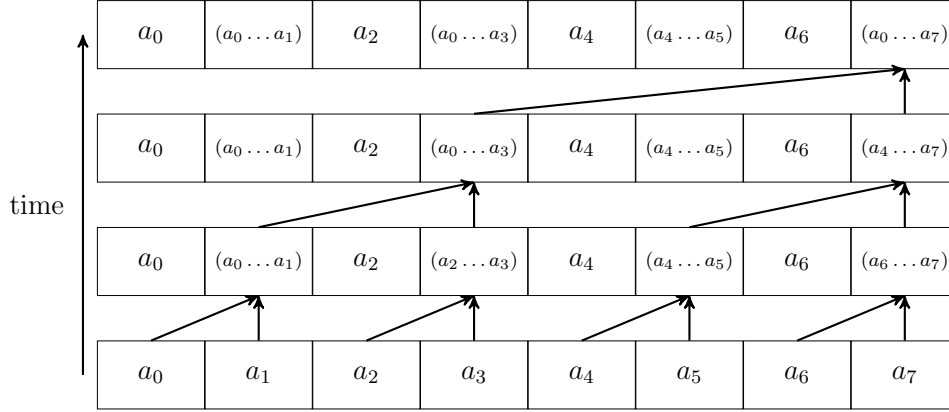 a₀ (a₀ … a₁) a₂ (a₀ … a₃) a₄ (a₄ … a₅) a₆ (a₀ … a₇)
a₀ (a₀ … a₁) a₂ (a₀ … a₃) a₄ (a₄ … a₅) a₆ (a₄ … a₇)
time
a₀ (a₀ … a₁) a₂ (a₂ … a₃) a₄ (a₄ … a₅) a₆ (a₆ … a₇)
a₀ a₁ a₂ a₃ a₄ a₅ a₆ a₇